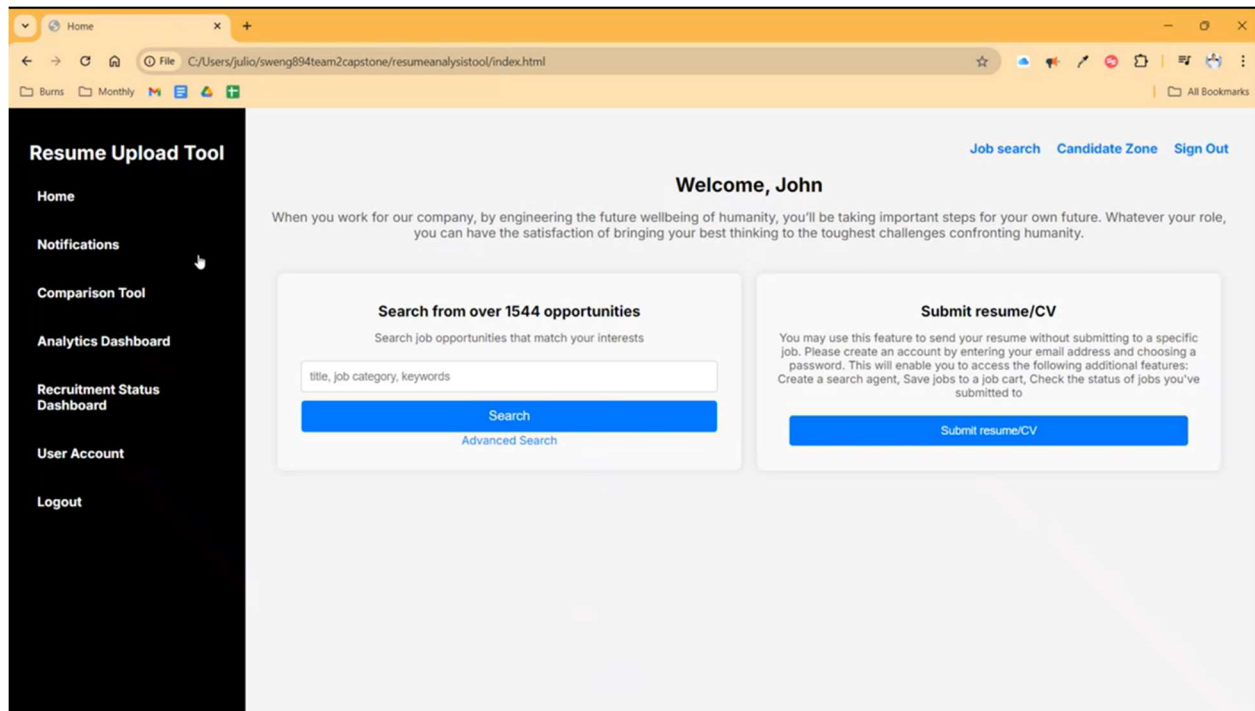 Home
File C:/Users/julio/sweng894team2capstone/resumeanalysistool/index.html
Burns Monthly All Bookmarks
Resume Upload Tool
Home
Notifications
Comparison Tool
Analytics Dashboard
Recruitment Status
Dashboard
User Account
Logout
Job search Candidate Zone Sign Out
Welcome, John
When you work for our company, by engineering the future wellbeing of humanity, you'll be taking important steps for your own future. Whatever your role,
you can have the satisfaction of bringing your best thinking to the toughest challenges confronting humanity.
Search from over 1544 opportunities
Search job opportunities that match your interests
title, job category, keywords
Search
Advanced Search
Submit resume/CV
You may use this feature to send your resume without submitting to a specific
job. Please create an account by entering your email address and choosing a
password. This will enable you to access the following additional features:
Create a search agent, Save jobs to a job cart, Check the status of jobs you've
submitted to
Submit resume/CV